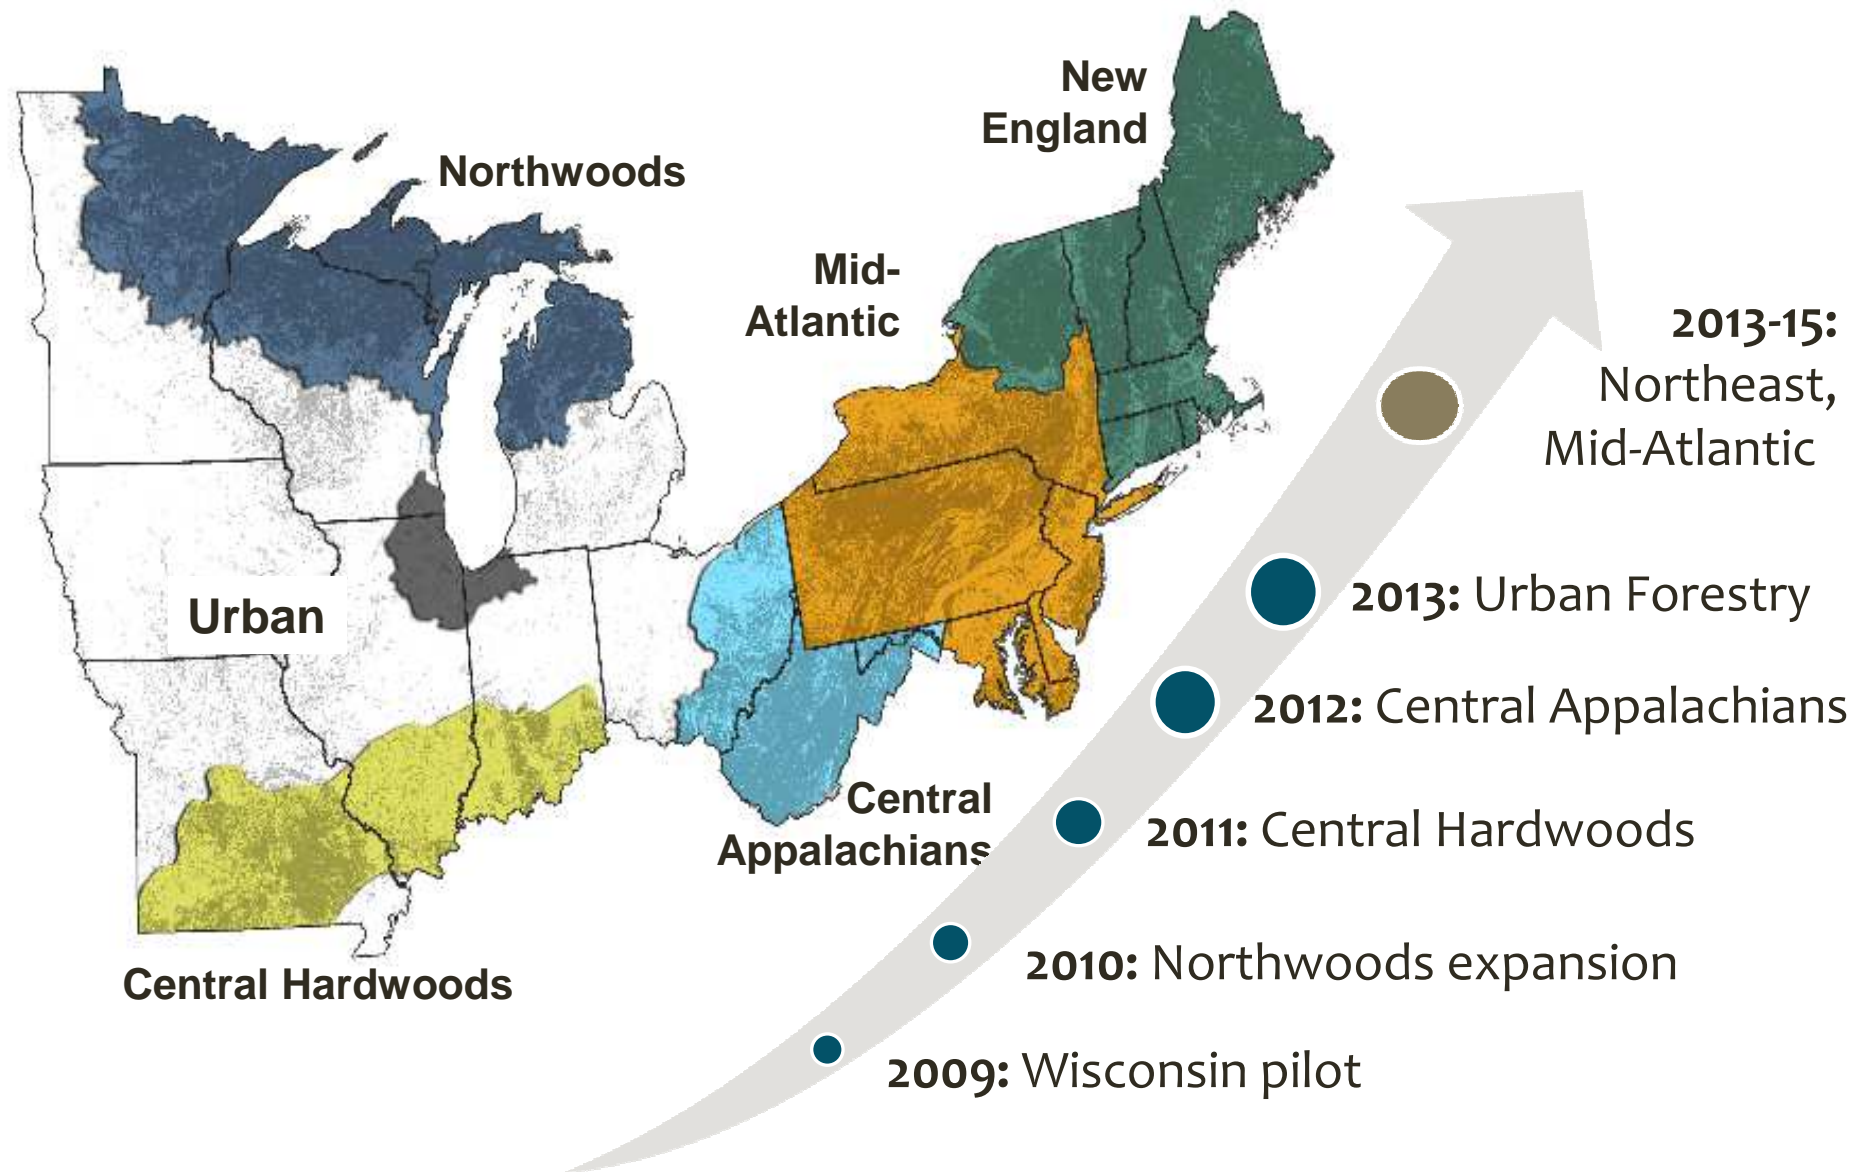 New
England
Northwoods
Mid-
Atlantic
2013-15:
Northeast,
Mid-Atlantic
Urban
2013: Urban Forestry
2012: Central Appalachians
Central
Appalachians
2011: Central Hardwoods
Central Hardwoods
2010: Northwoods expansion
2009: Wisconsin pilot